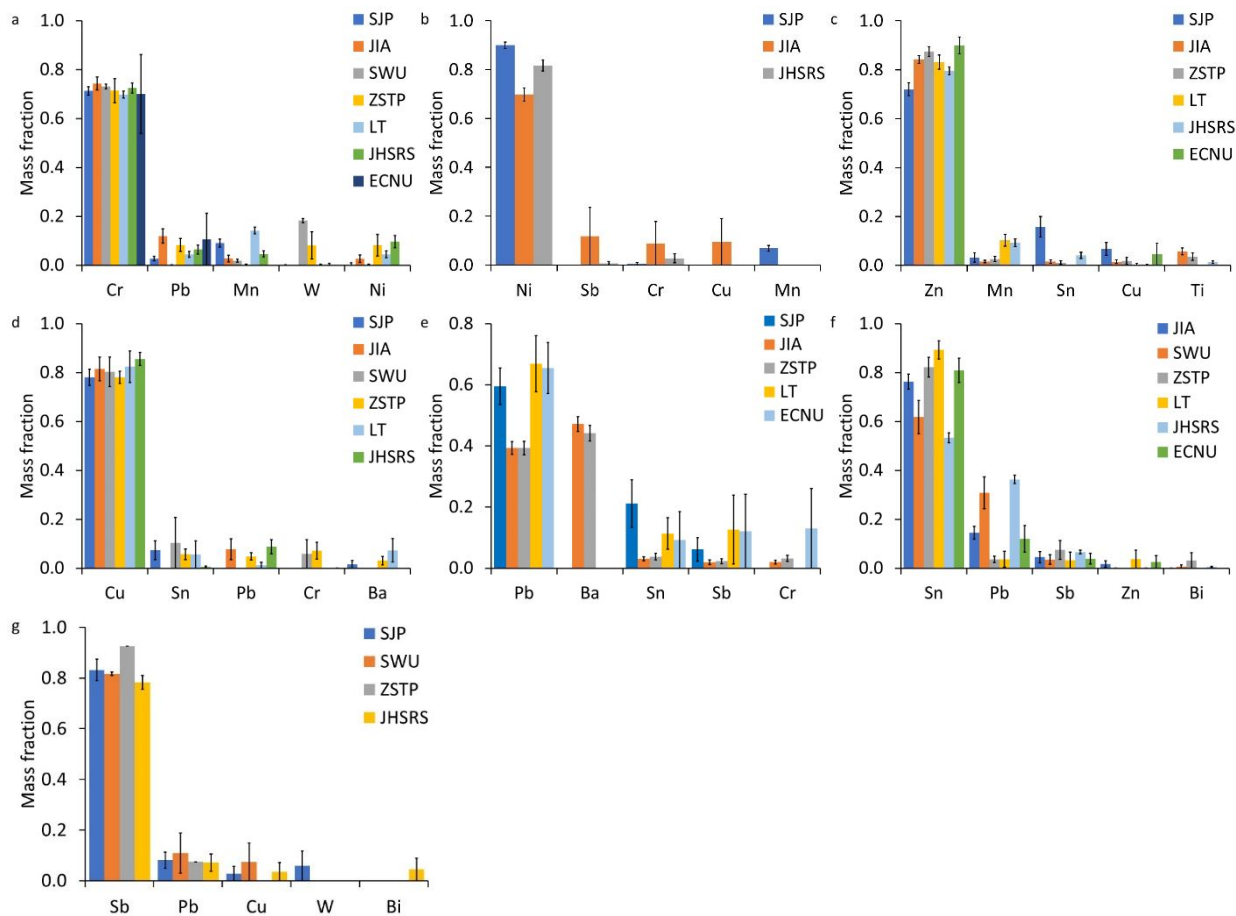 a
Mass fraction
1.0
0.8
0.6
0.4
0.2
0.0
Cr Pb Mn W Ni
SJP
JIA
SWU
ZSTP
LT
JHSRS
ECNU
b
Mass fraction
1.0
0.8
0.6
0.4
0.2
0.0
Ni Sb Cr Cu Mn
SJP
JIA
JHSRS
c
Mass fraction
1.0
0.8
0.6
0.4
0.2
0.0
Zn Mn Sn Cu Ti
SJP
JIA
ZSTP
LT
JHSRS
ECNU
d
Mass fraction
1.0
0.8
0.6
0.4
0.2
0.0
Cu Sn Pb Cr Ba
SJP
JIA
SWU
ZSTP
LT
JHSRS
e
Mass fraction
0.8
0.6
0.4
0.2
0.0
Pb Ba Sn Sb Cr
SJP
JIA
ZSTP
LT
ECNU
f
Mass fraction
1.0
0.8
0.6
0.4
0.2
0.0
Sn Pb Sb Zn Bi
JIA
SWU
ZSTP
LT
JHSRS
ECNU
g
Mass fraction
1.0
0.8
0.6
0.4
0.2
0.0
Sb Pb Cu W Bi
SJP
SWU
ZSTP
JHSRS